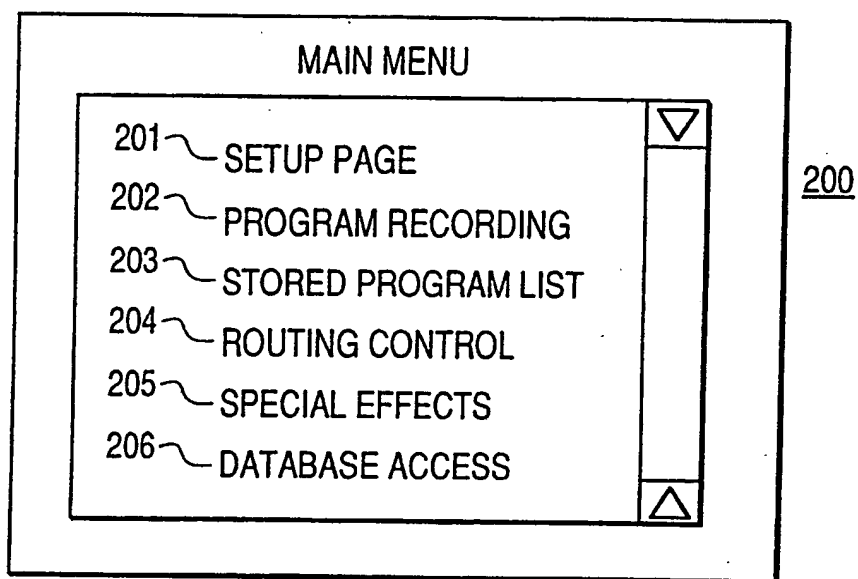 MAIN MENU
201 SETUP PAGE
200
202 PROGRAM RECORDING
203 STORED PROGRAM LIST
204 ROUTING CONTROL
205 SPECIAL EFFECTS
206 DATABASE ACCESS